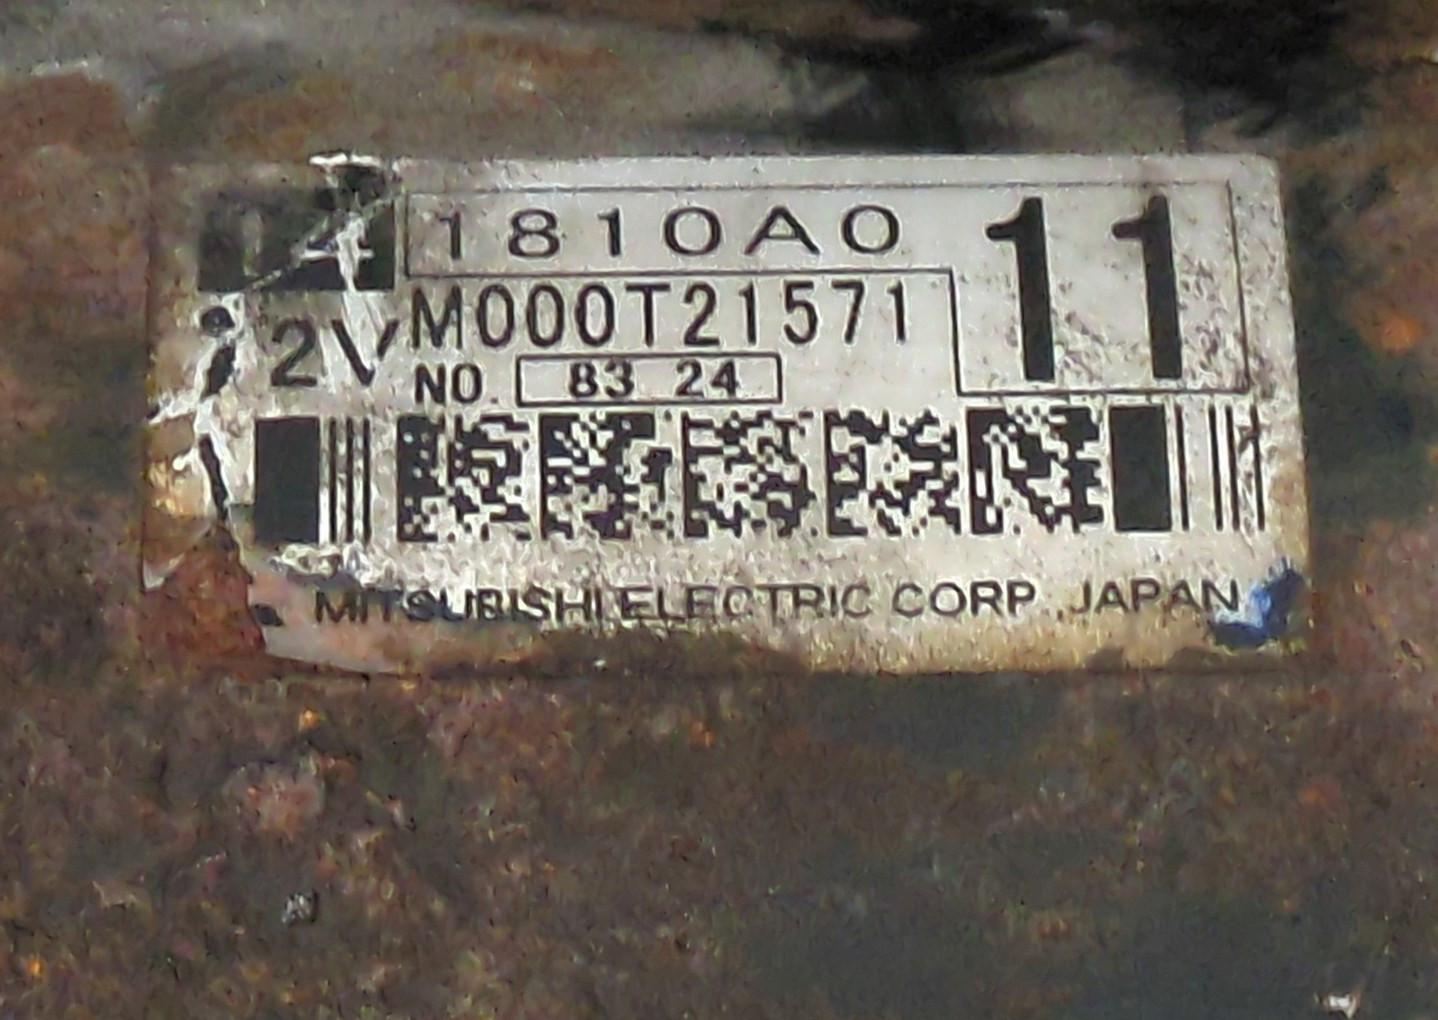 1810A0 11
2V M000T21571
NO. 83 24
MITSUBISHI ELECTRIC CORP. JAPAN